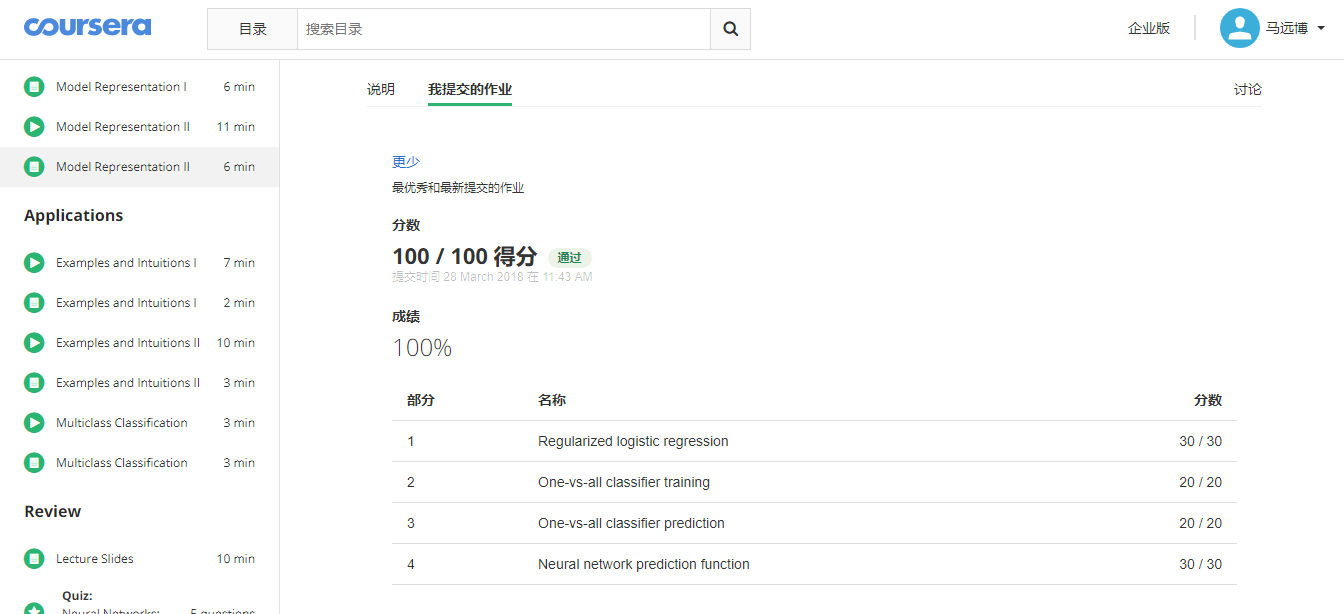 coursera
目录
搜索目录
企业版
马远博
Model Representation I 6 min
Model Representation II 11 min
Model Representation II 6 min
Applications
Examples and Intuitions I 7 min
Examples and Intuitions I 2 min
Examples and Intuitions II 10 min
Examples and Intuitions II 3 min
Multiclass Classification 3 min
Multiclass Classification 3 min
Review
Lecture Slides 10 min
Quiz:
Neural Networks: 5 questions
说明 我提交的作业 讨论
更少
最优秀和最新提交的作业
分数
100 / 100 得分 通过
提交时间 28 March 2018 在 11:43 AM
成绩
100%
部分 名称 分数
1 Regularized logistic regression 30 / 30
2 One-vs-all classifier training 20 / 20
3 One-vs-all classifier prediction 20 / 20
4 Neural network prediction function 30 / 30